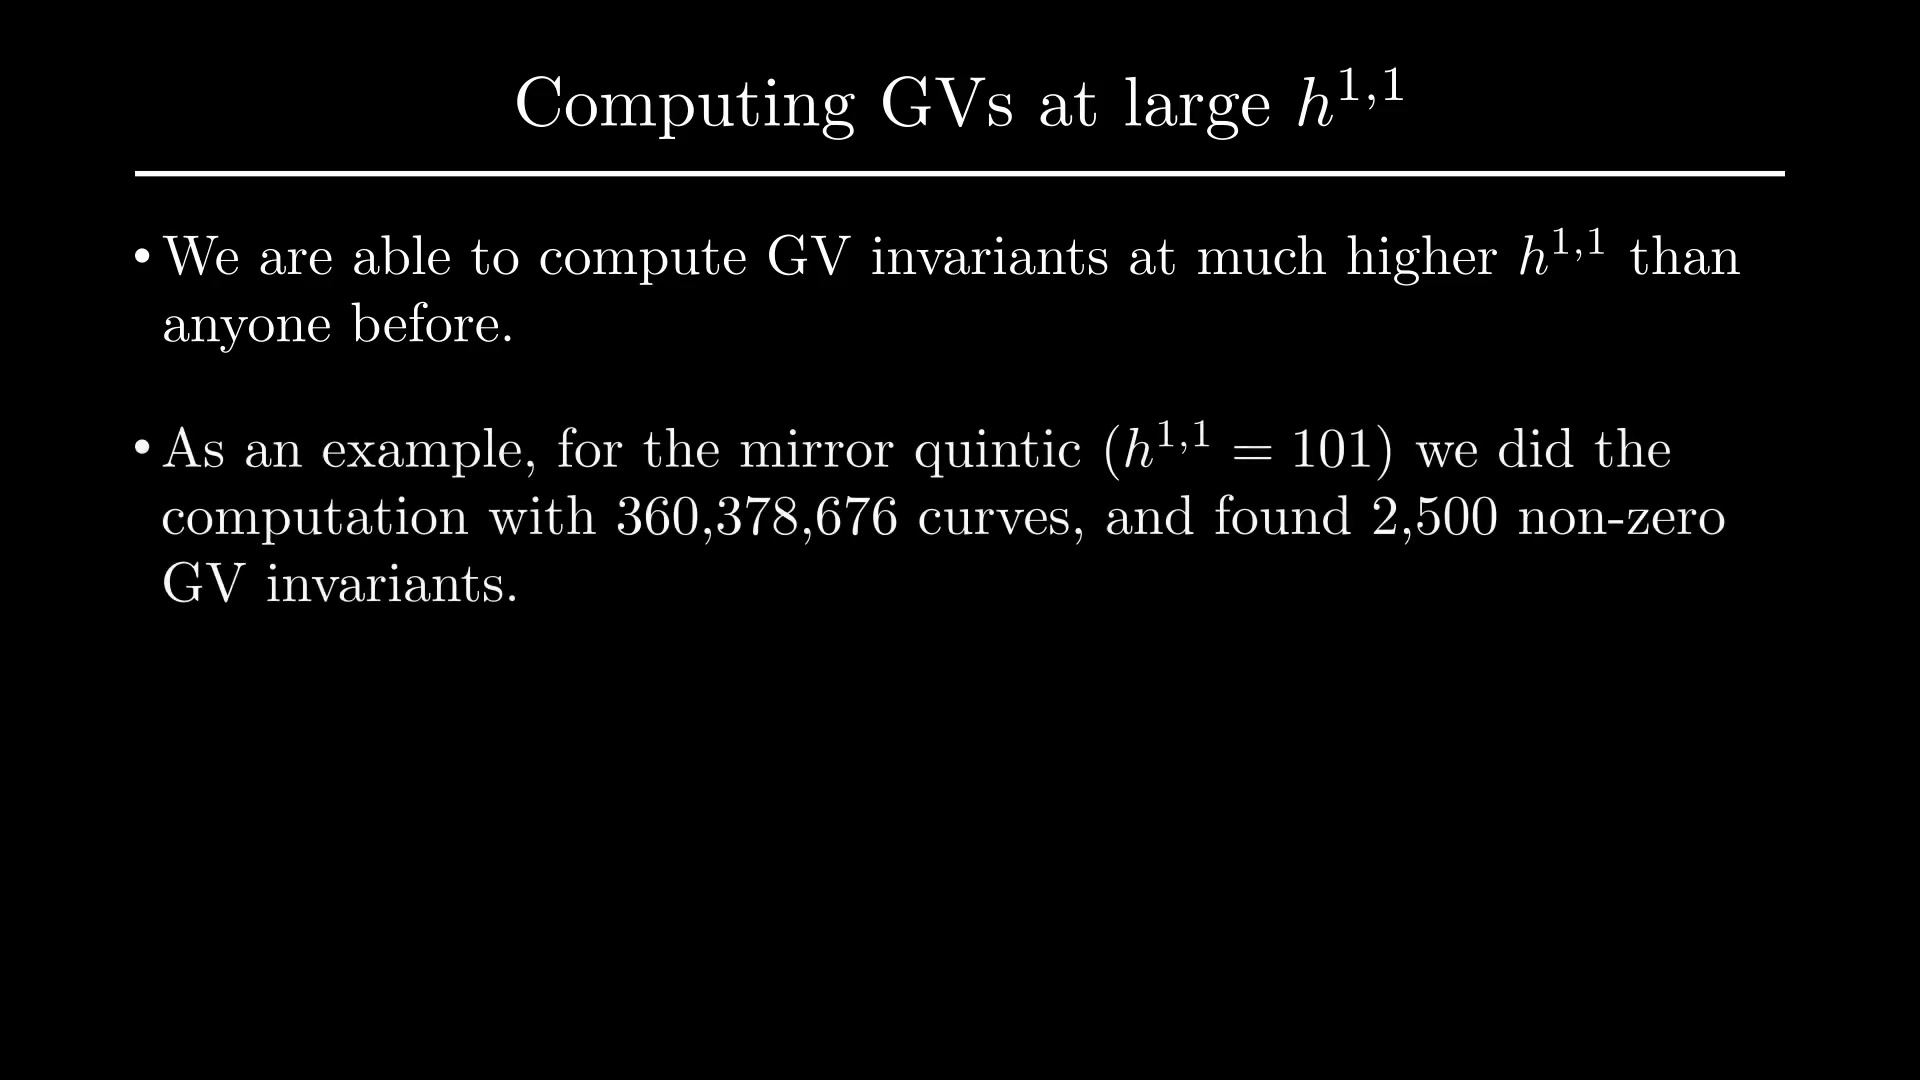 Computing GVs at large $h^{1,1}$
• We are able to compute GV invariants at much higher $h^{1,1}$ than
anyone before.
• As an example, for the mirror quintic ($h^{1,1} = 101$) we did the
computation with 360,378,676 curves, and found 2,500 non-zero
GV invariants.